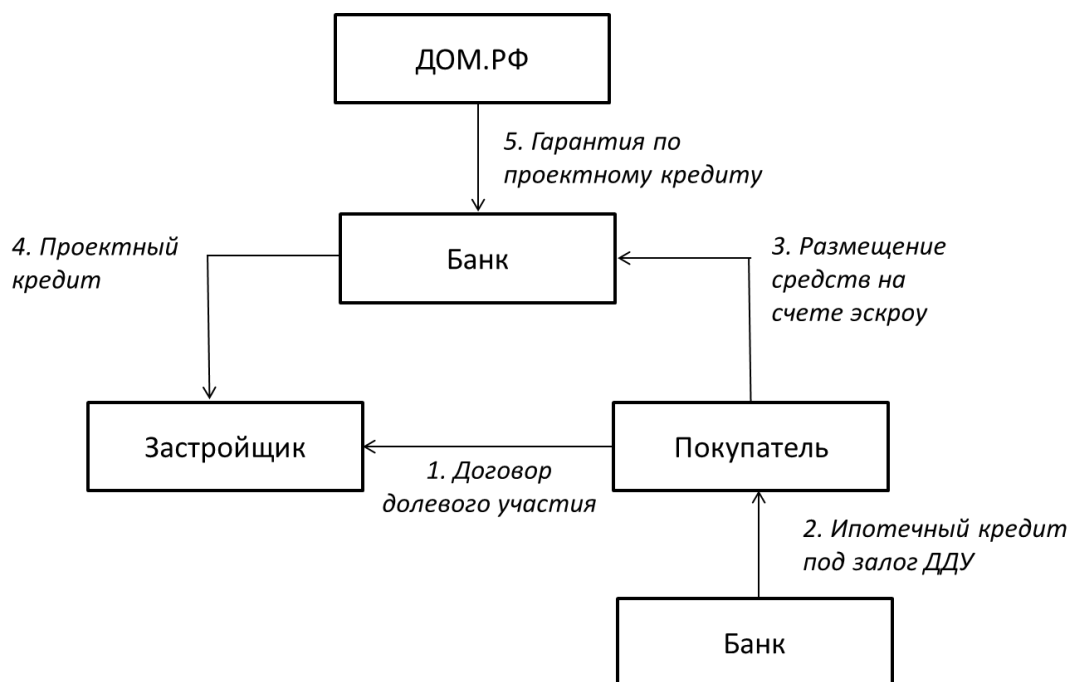 ДОМ.РФ
5. Гарантия по
проектному кредиту
4. Проектный
кредит
Банк
3. Размещение
средств на
счете эскроу
Застройщик
1. Договор
долевого участия
Покупатель
2. Ипотечный кредит
под залог ДДУ
Банк